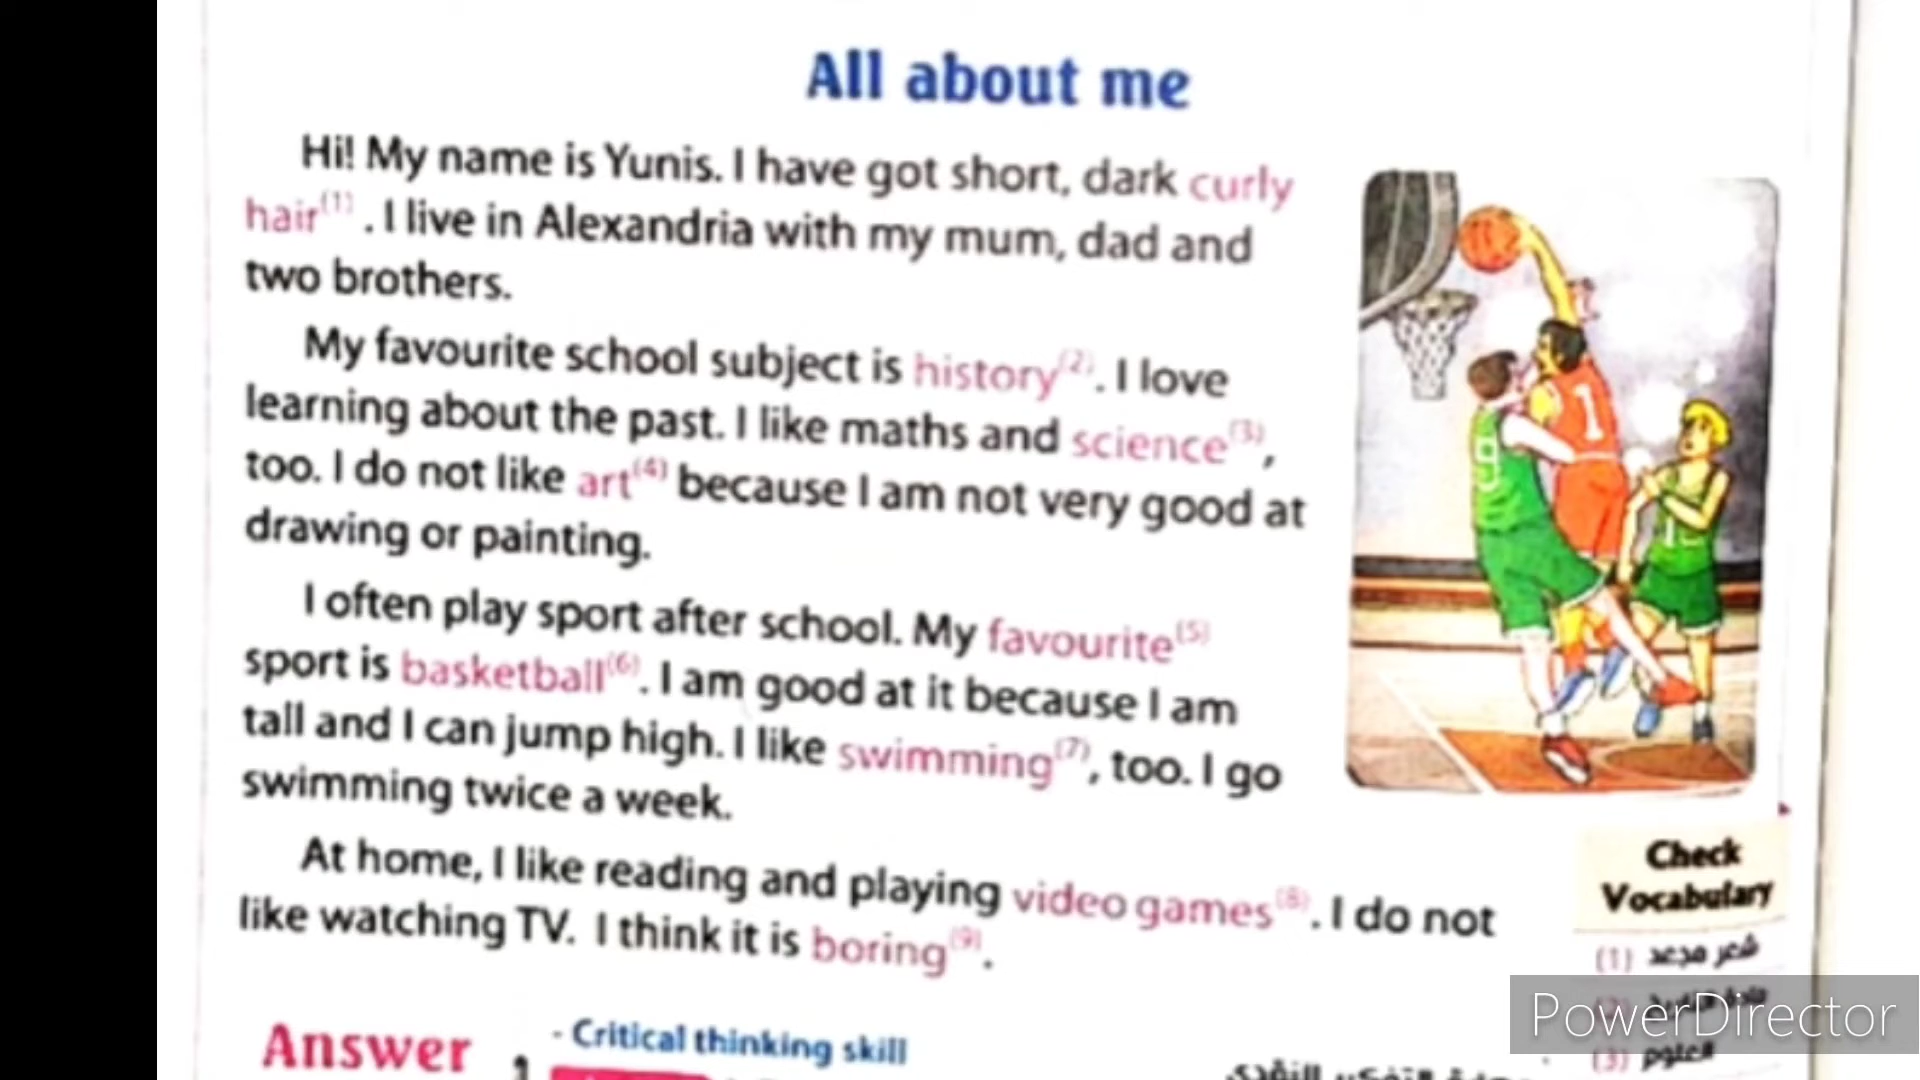 All about me
Hi! My name is Yunis. I have got short, dark curly
hair(1) . I live in Alexandria with my mum, dad and
two brothers.
My favourite school subject is history(2). I love
learning about the past. I like maths and science(3),
too. I do not like art(4) because I am not very good at
drawing or painting.
I often play sport after school. My favourite(5)
sport is basketball(6). I am good at it because I am
tall and I can jump high. I like swimming(7), too. I go
swimming twice a week.
At home, I like reading and playing video games(8). I do not
like watching TV. I think it is boring(9).
1
9
Check
Vocabulary
(1) شعر مجعد
(3) العلوم
PowerDirector
Answer
- Critical thinking skill